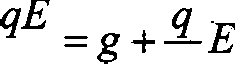 qE = g + q/ E